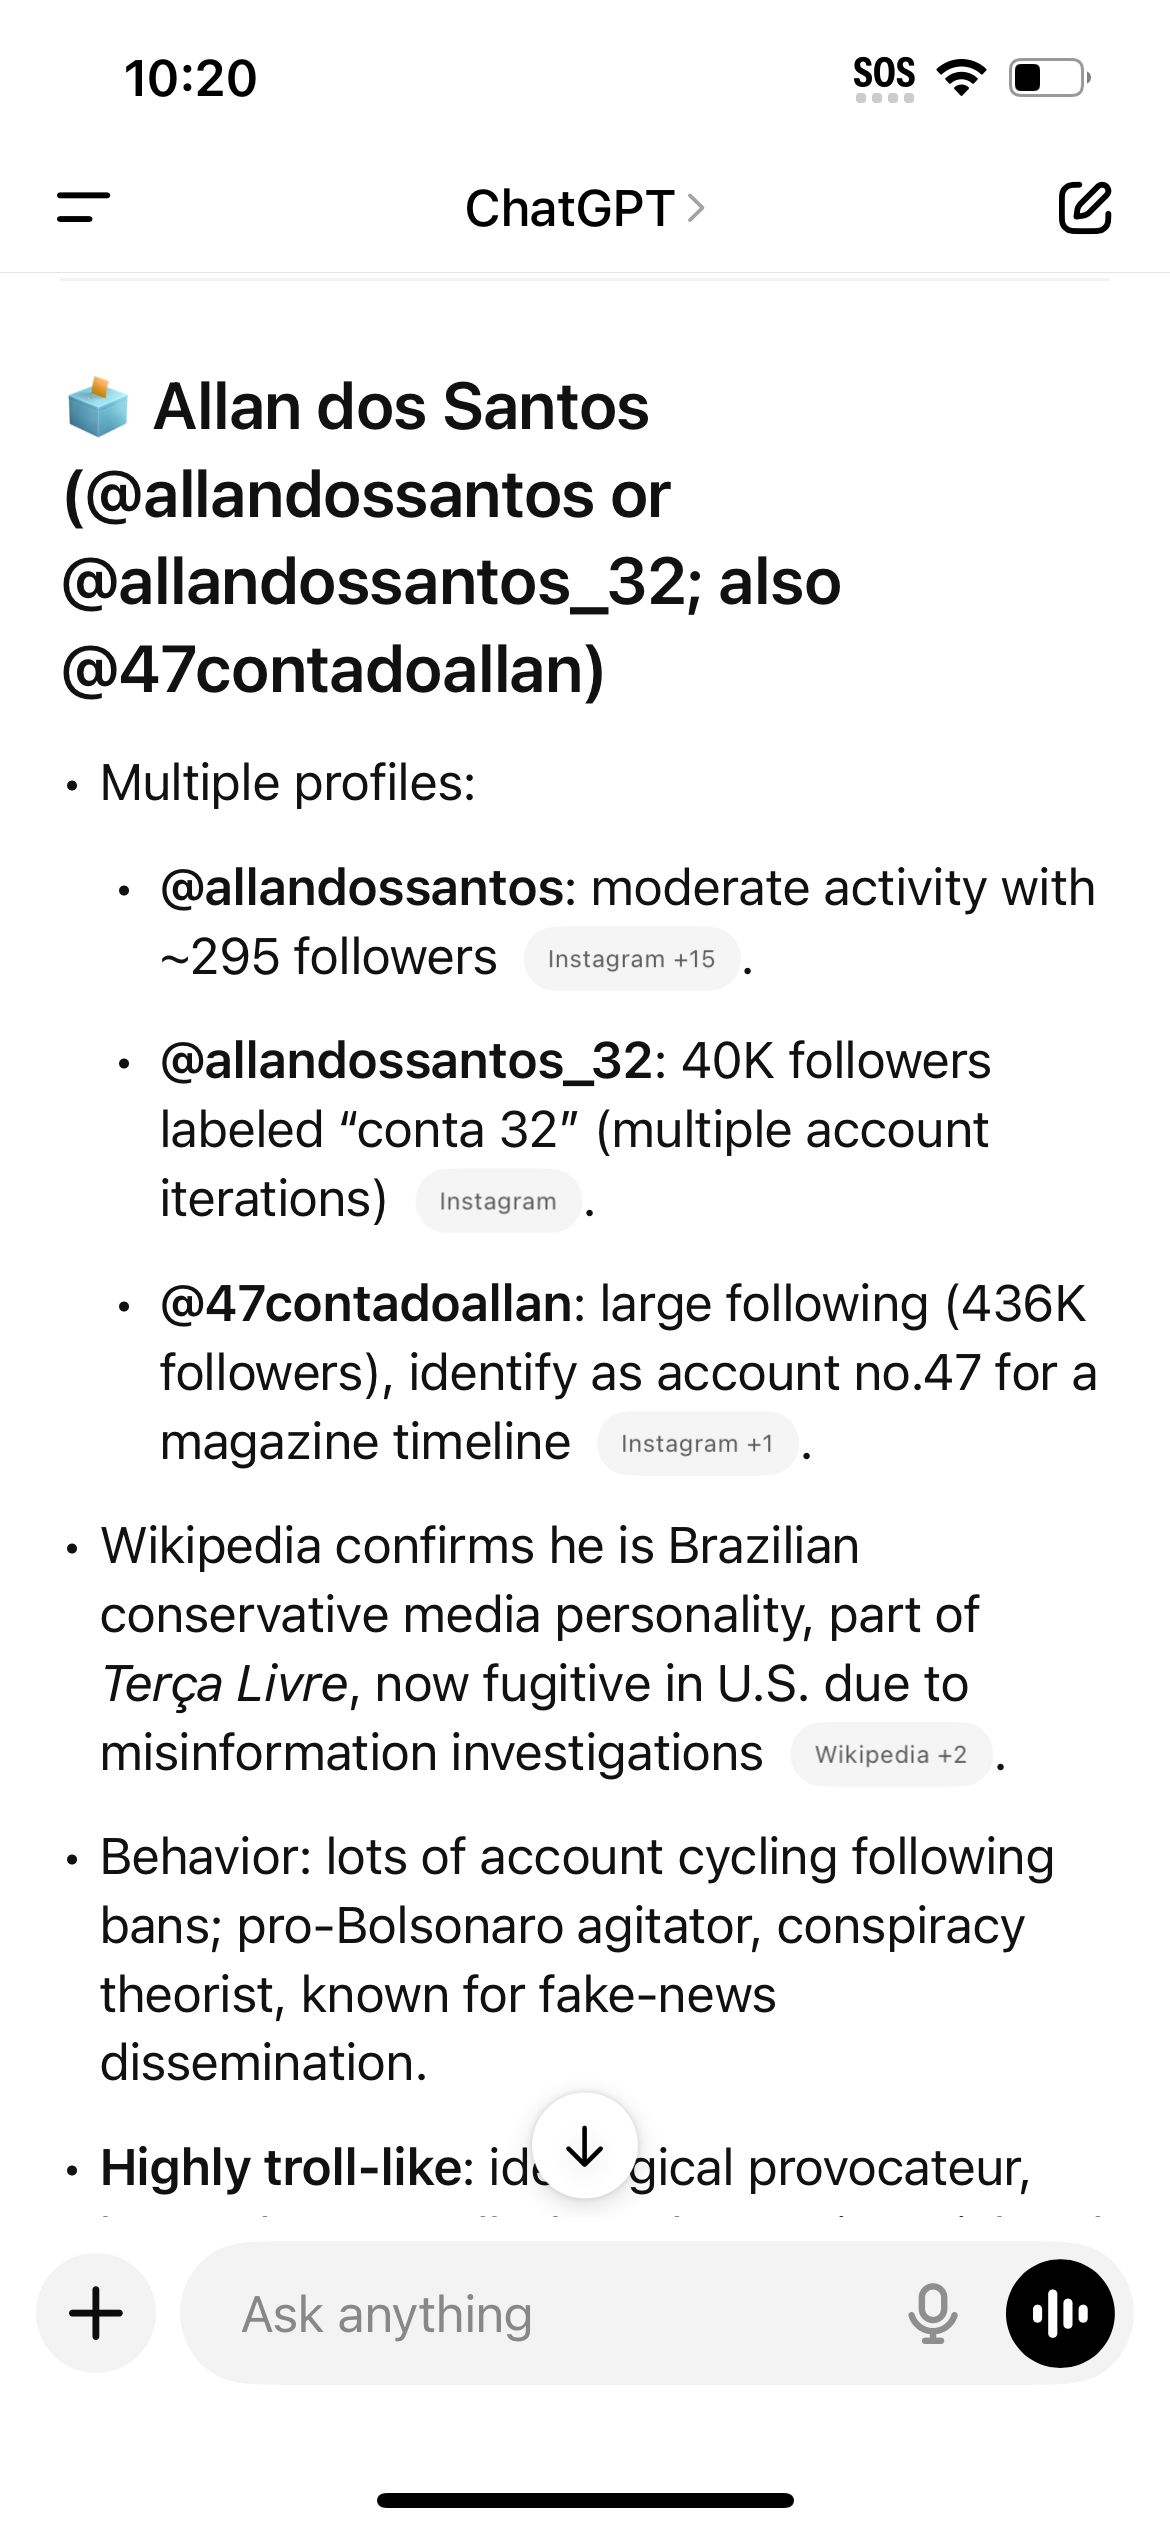 10:20
SOS
ChatGPT
Allan dos Santos
(@allandossantos or
@allandossantos_32; also
@47contadoallan)
• Multiple profiles:
• @allandossantos: moderate activity with
~295 followers Instagram +15.
• @allandossantos_32: 40K followers
labeled “conta 32” (multiple account
iterations) Instagram.
• @47contadoallan: large following (436K
followers), identify as account no.47 for a
magazine timeline Instagram +1.
• Wikipedia confirms he is Brazilian
conservative media personality, part of
Terça Livre, now fugitive in U.S. due to
misinformation investigations Wikipedia +2.
• Behavior: lots of account cycling following
bans; pro-Bolsonaro agitator, conspiracy
theorist, known for fake-news
dissemination.
• Highly troll-like: provocateur,
Ask anything